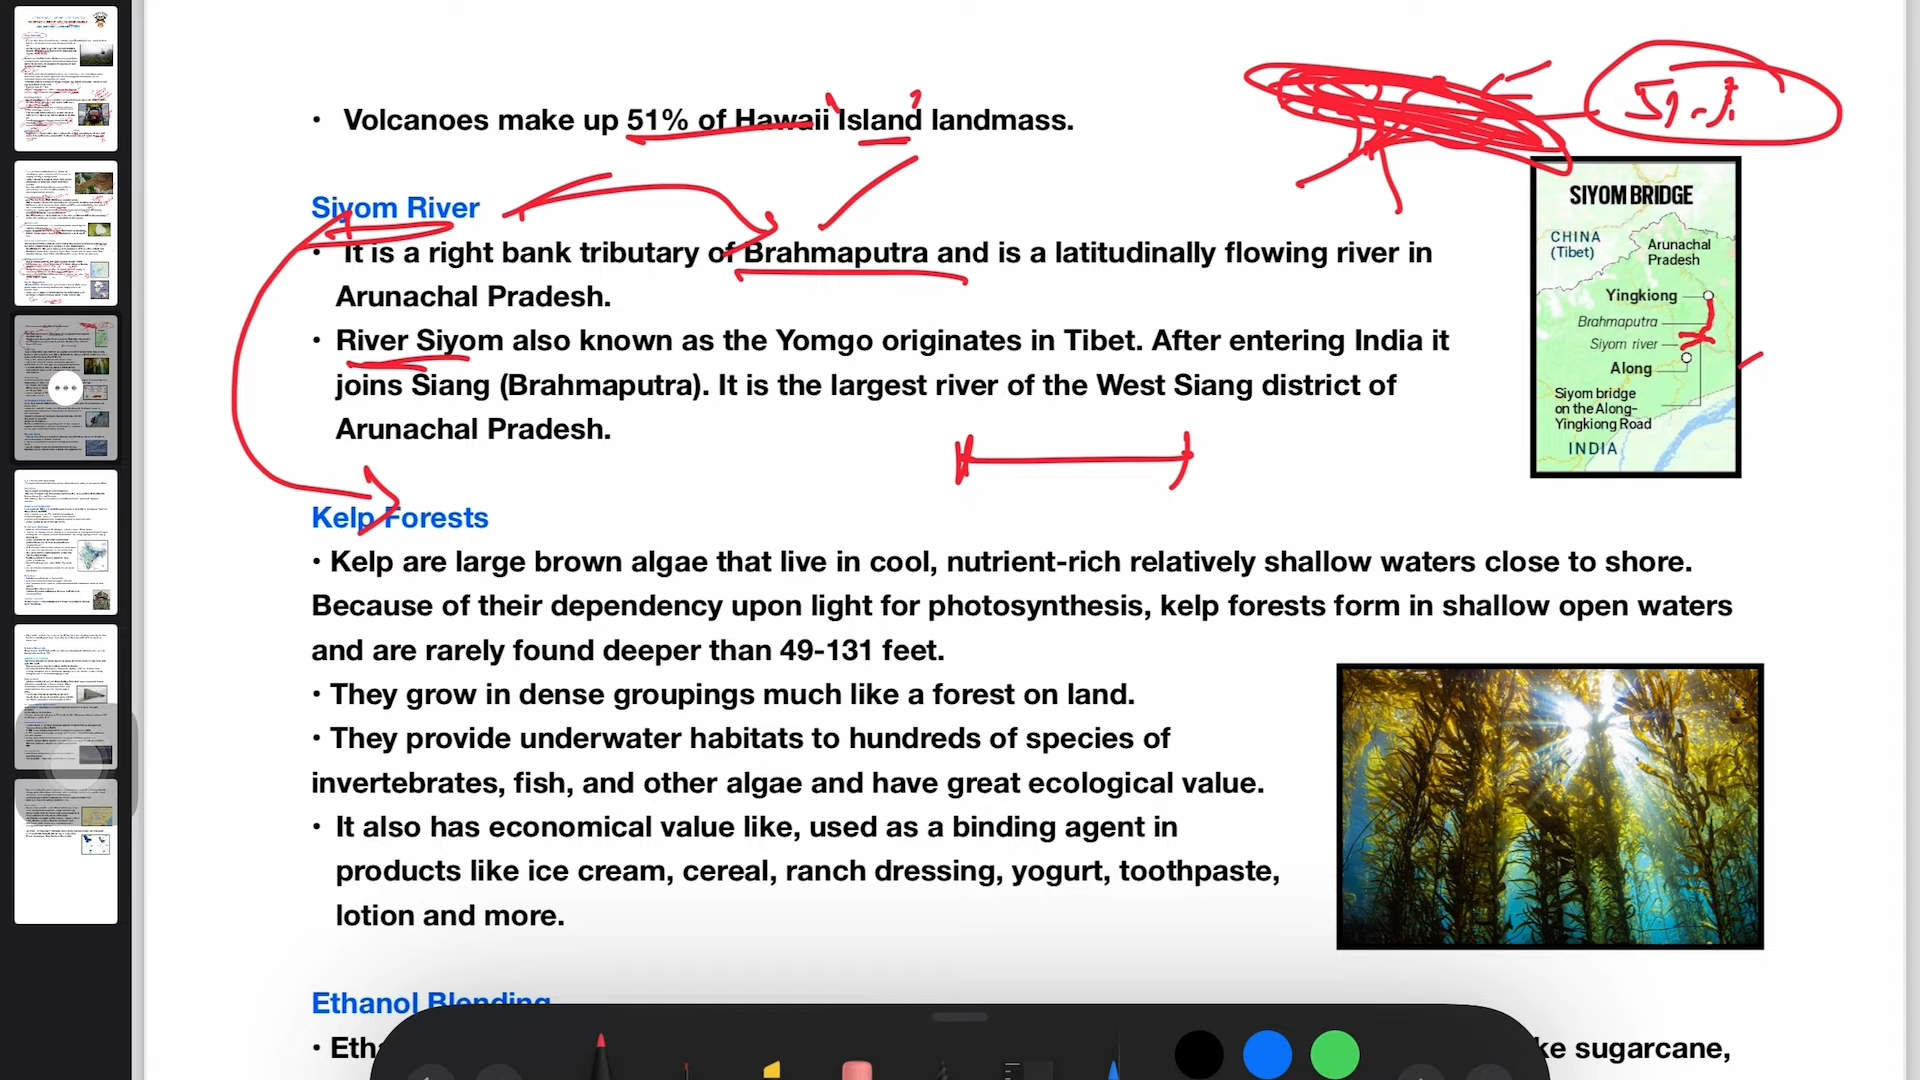 • Volcanoes make up 51% of Hawaii 'Island' landmass.
Siyom River
• It is a right bank tributary of Brahmaputra and is a latitudinally flowing river in
Arunachal Pradesh.
• River Siyom also known as the Yomgo originates in Tibet. After entering India it
joins Siang (Brahmaputra). It is the largest river of the West Siang district of
Arunachal Pradesh.
SIYOM BRIDGE
CHINA
(Tibet)
Arunachal
Pradesh
Yingkiong
Brahmaputra
Siyom river
Along
Siyom bridge
on the Along-
Yingkiong Road
INDIA
Kelp Forests
• Kelp are large brown algae that live in cool, nutrient-rich relatively shallow waters close to shore.
Because of their dependency upon light for photosynthesis, kelp forests form in shallow open waters
and are rarely found deeper than 49-131 feet.
• They grow in dense groupings much like a forest on land.
• They provide underwater habitats to hundreds of species of
invertebrates, fish, and other algae and have great ecological value.
• It also has economical value like, used as a binding agent in
products like ice cream, cereal, ranch dressing, yogurt, toothpaste,
lotion and more.
Ethanol Blending
sugarcane,